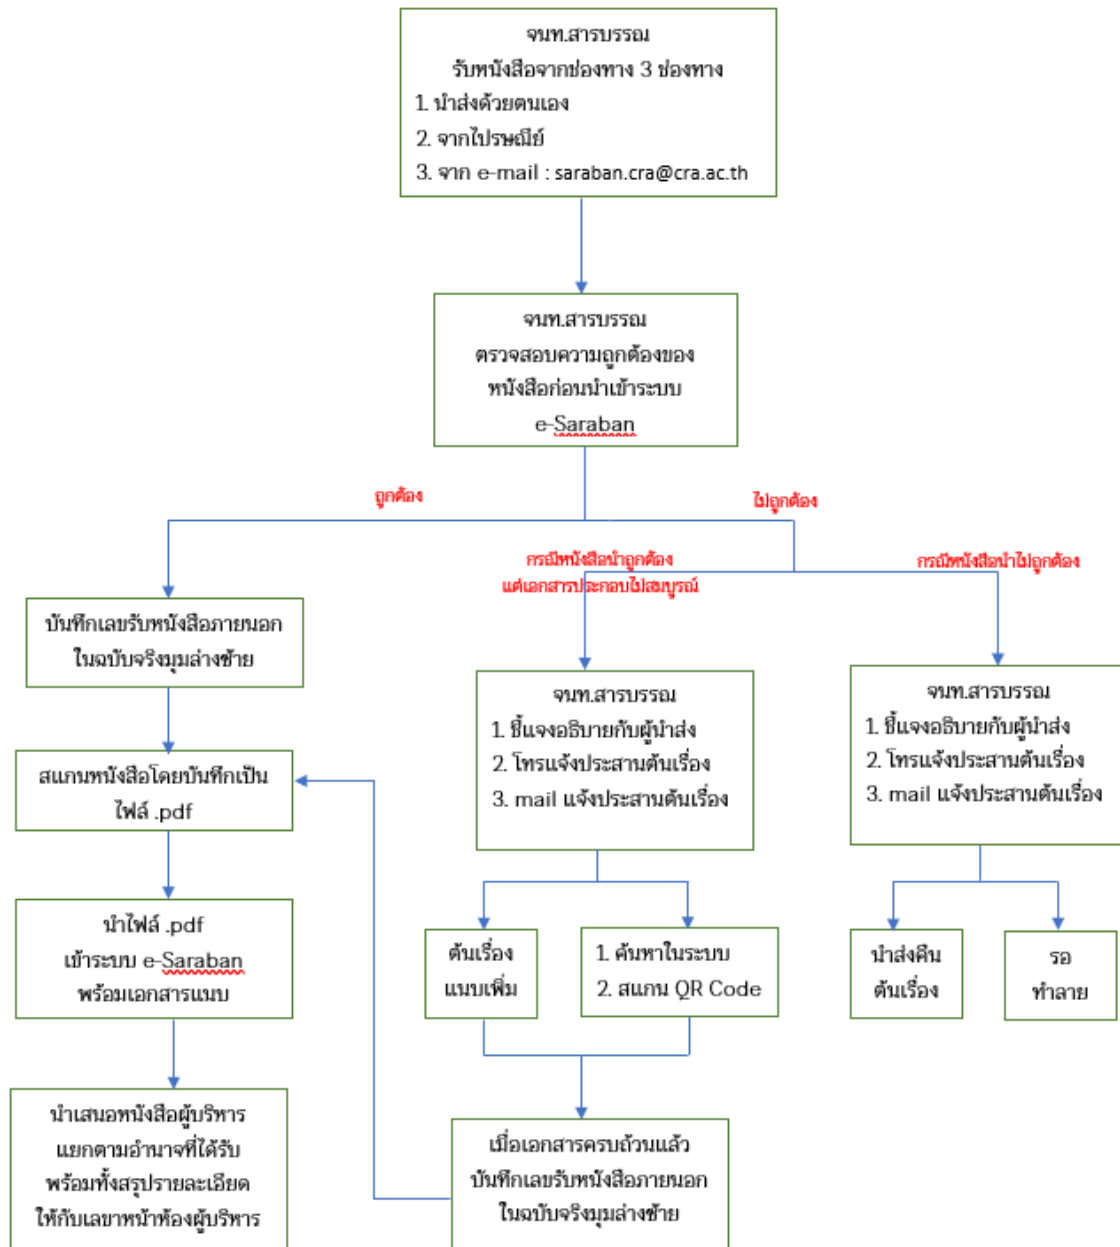 จนท.สารบรรณ
รับหนังสือจากช่องทาง 3 ช่องทาง
1. นำส่งด้วยตนเอง
2. จากไปรษณีย์
3. จาก e-mail : saraban.cra@cra.ac.th
จนท.สารบรรณ
ตรวจสอบความถูกต้องของ
หนังสือก่อนนำเข้าระบบ
e-Saraban
ถูกต้อง
ไม่ถูกต้อง
กรณีหนังสือนำถูกต้อง
แต่เอกสารประกอบไม่สมบูรณ์
กรณีหนังสือนำไม่ถูกต้อง
บันทึกเลขรับหนังสือภายนอก
ในฉบับจริงมุมล่างซ้าย
จนท.สารบรรณ
1. ชี้แจงอธิบายกับผู้นำส่ง
2. โทรแจ้งประสานต้นเรื่อง
3. mail แจ้งประสานต้นเรื่อง
จนท.สารบรรณ
1. ชี้แจงอธิบายกับผู้นำส่ง
2. โทรแจ้งประสานต้นเรื่อง
3. mail แจ้งประสานต้นเรื่อง
สแกนหนังสือโดยบันทึกเป็น
ไฟล์ .pdf
นำไฟล์ .pdf
เข้าระบบ e-Saraban
พร้อมเอกสารแนบ
ต้นเรื่อง
แนบเพิ่ม
1. ค้นหาในระบบ
2. สแกน QR Code
นำส่งคืน
ต้นเรื่อง
รอ
ทำลาย
นำเสนอหนังสือผู้บริหาร
แยกตามอำนาจที่ได้รับ
พร้อมทั้งสรุปรายละเอียด
ให้กับเลขาหน้าห้องผู้บริหาร
เมื่อเอกสารครบถ้วนแล้ว
บันทึกเลขรับหนังสือภายนอก
ในฉบับจริงมุมล่างซ้าย